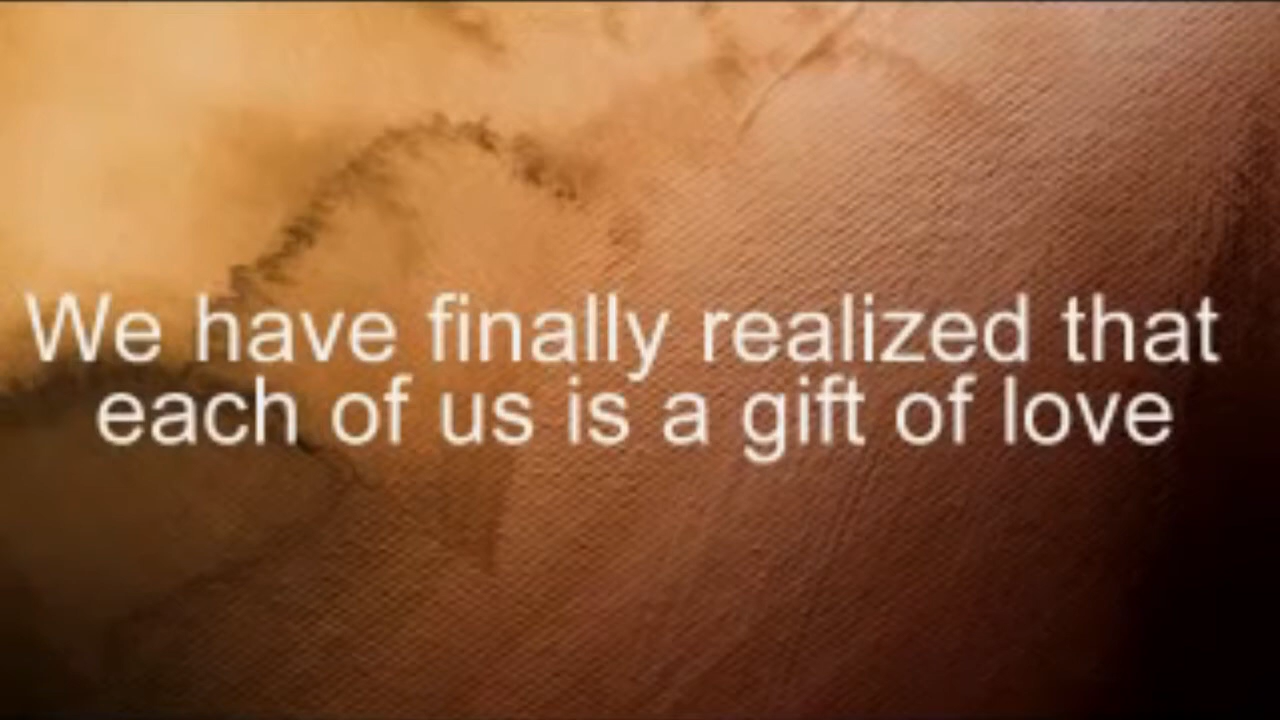 We have finally realized that
each of us is a gift of love